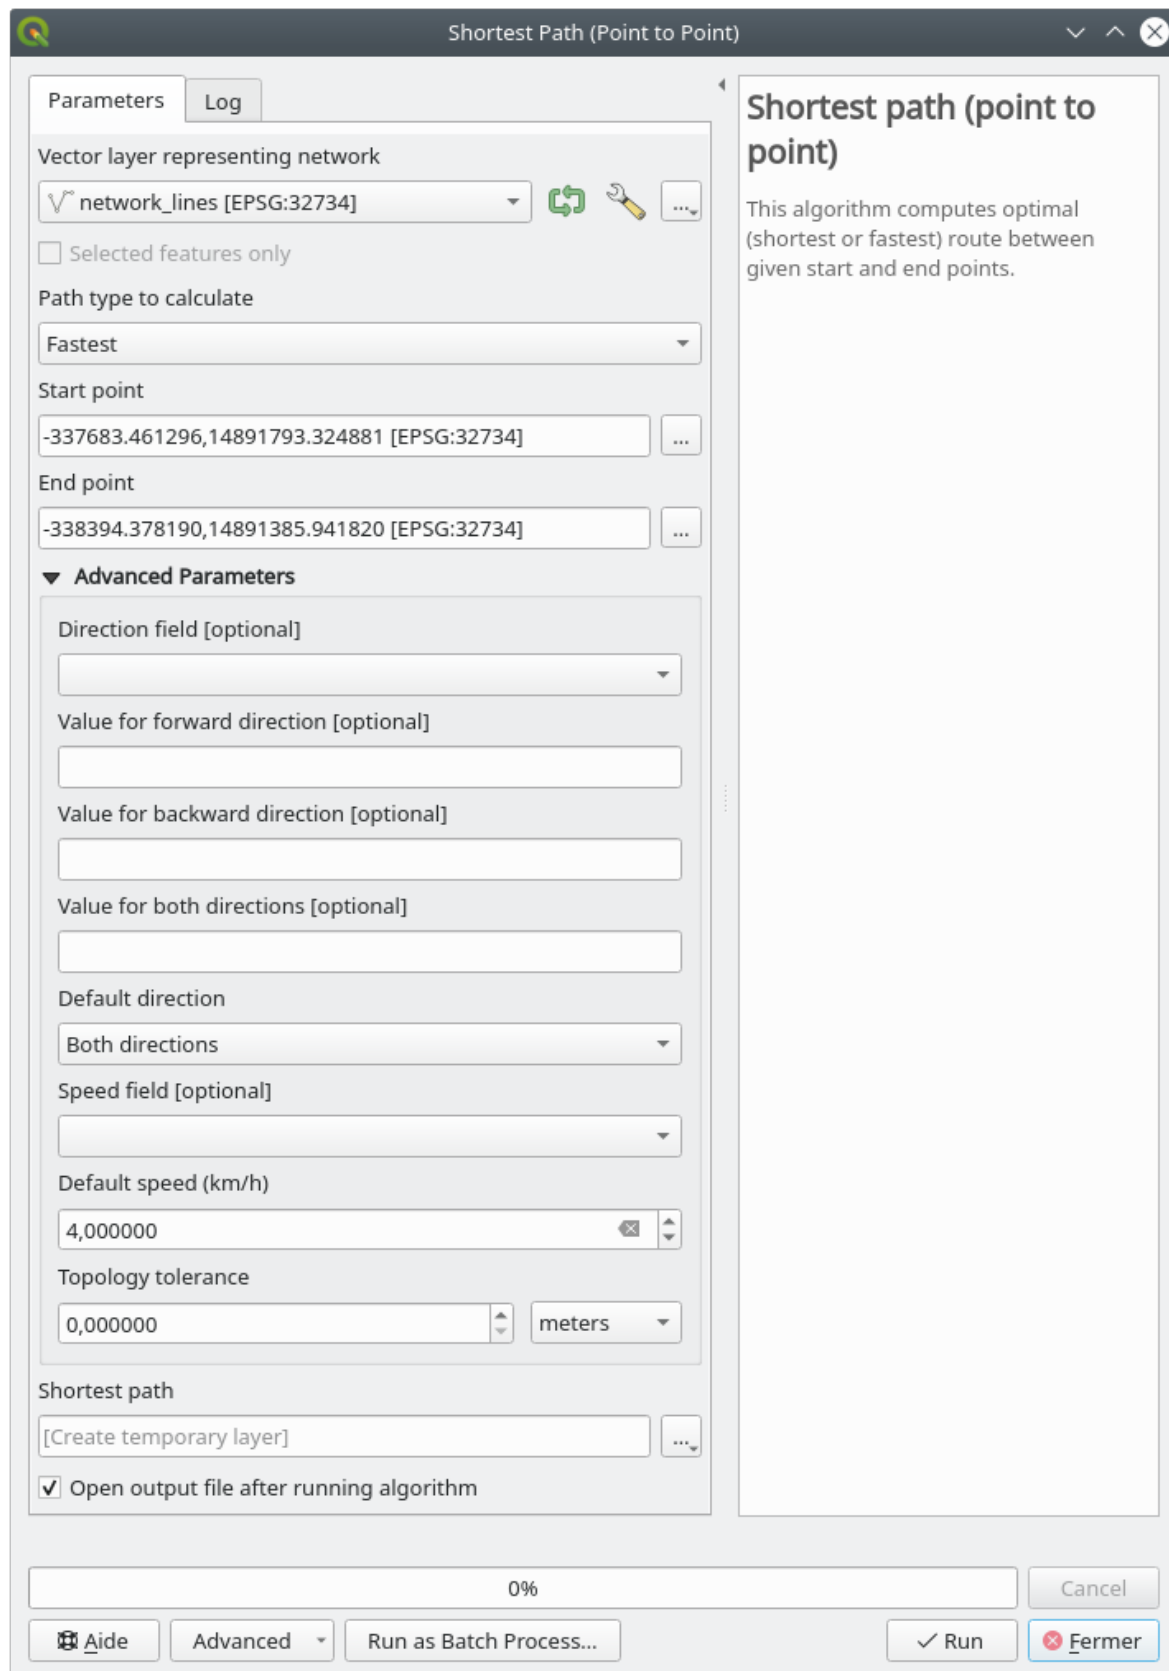 Shortest Path (Point to Point)
Parameters
Log
Vector layer representing network
network_lines [EPSG:32734]
...
Selected features only
Path type to calculate
Fastest
Start point
-337683.461296,14891793.324881 [EPSG:32734]
...
End point
-338394.378190,14891385.941820 [EPSG:32734]
...
Advanced Parameters
Direction field [optional]
Value for forward direction [optional]
Value for backward direction [optional]
Value for both directions [optional]
Default direction
Both directions
Speed field [optional]
Default speed (km/h)
4,000000
Topology tolerance
0,000000
meters
Shortest path
[Create temporary layer]
...
Open output file after running algorithm
Shortest path (point to
point)
This algorithm computes optimal
(shortest or fastest) route between
given start and end points.
0%
Cancel
Aide
Advanced
Run as Batch Process...
Run
Fermer